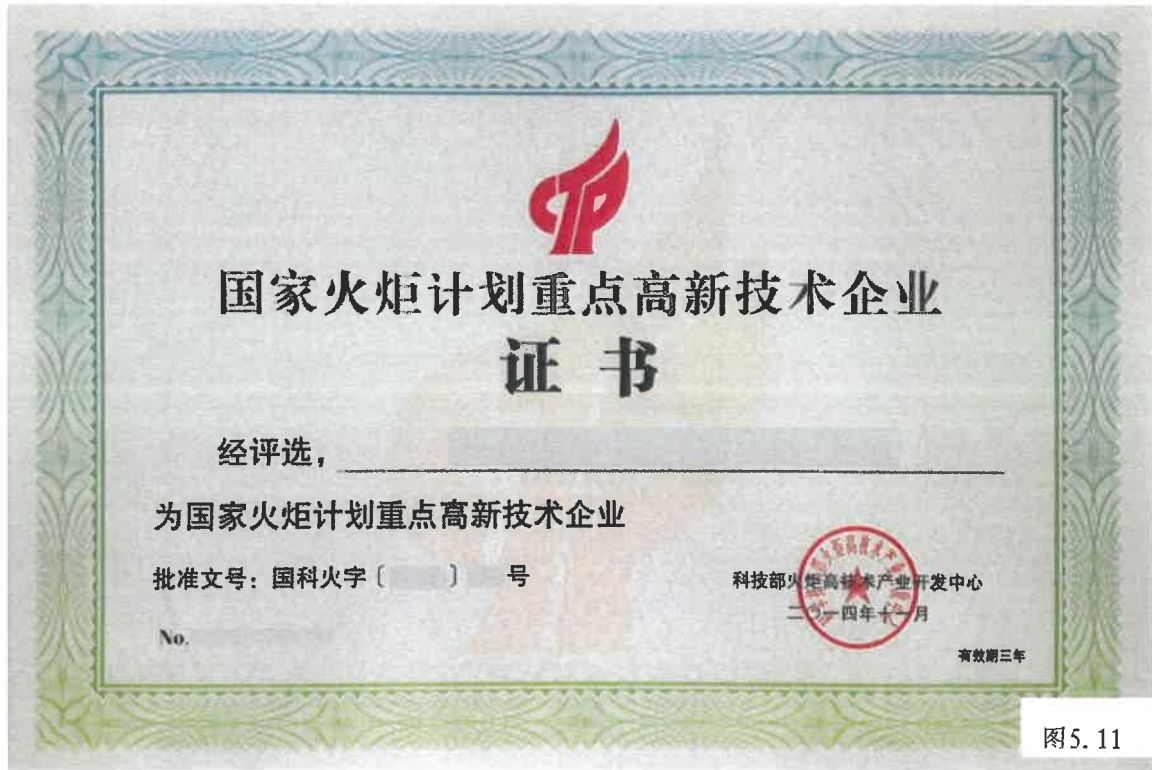 CTP
国家火炬计划重点高新技术企业
证书
经评选，
为国家火炬计划重点高新技术企业
批准文号：国科火字〔 〕 号
科技部火炬高技术产业开发中心
二〇一四年十一月
No.
有效期三年
图5.11